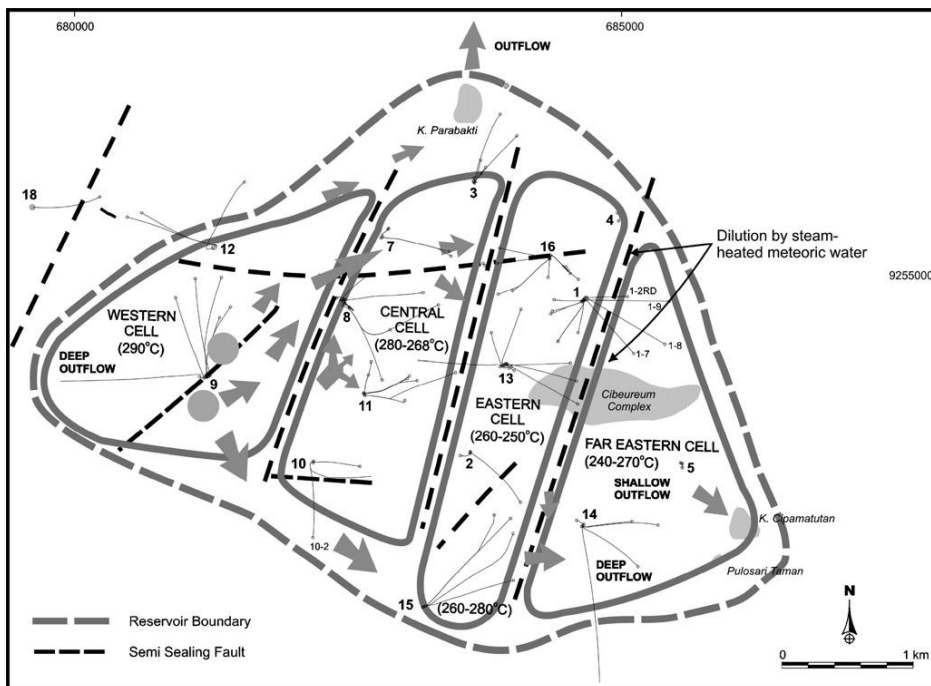 680000
685000
OUTFLOW
K. Parabakti
18
3
12
7
4
16
Dilution by steam-
heated meteoric water
9255000
1
1-2RD
1-9
1-8
1-7
WESTERN
CELL
(290°C)
8
CENTRAL
CELL
(280-268°C)
DEEP
OUTFLOW
9
11
13
Cibeureum
Complex
EASTERN
CELL
(260-250°C)
FAR EASTERN CELL
(240-270°C)
5
SHALLOW
OUTFLOW
10
2
10-2
14
K. Cipamatutan
DEEP
OUTFLOW
Pulosari Taman
15
(260-280°C)
N
Reservoir Boundary
Semi Sealing Fault
0
1 km